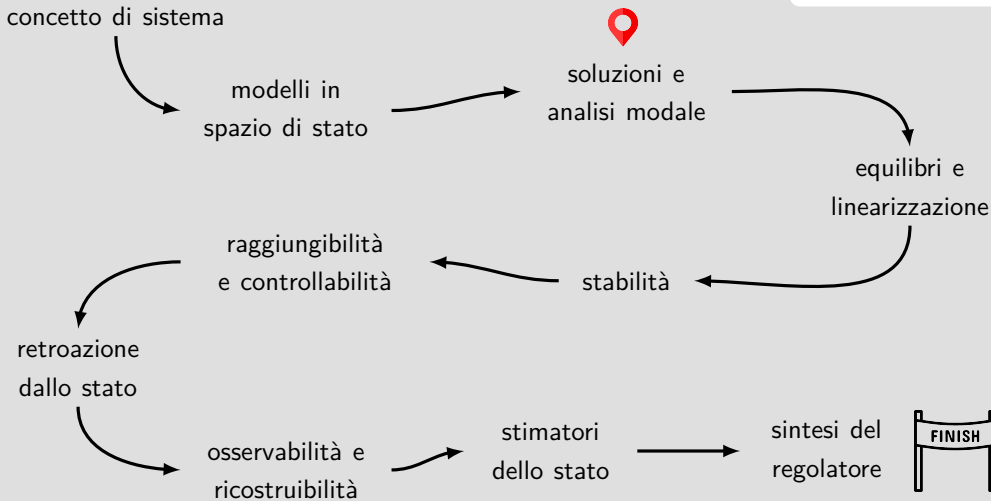 concetto di sistema
modelli in
spazio di stato
soluzioni e
analisi modale
equilibri e
linearizzazione
stabilità
raggiungibilità
e controllabilità
retroazione
dallo stato
osservabilità e
ricostruibilità
stimatori
dello stato
sintesi del
regolatore
FINISH